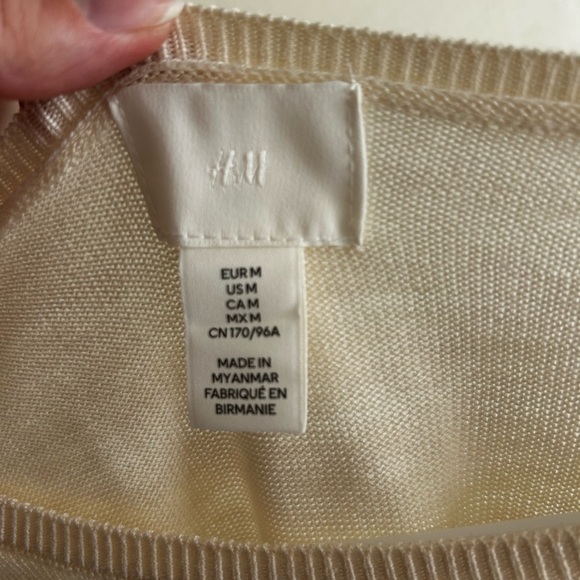 H&M
EUR M
US M
CA M
MX M
CN 170/96A
MADE IN
MYANMAR
FABRIQUÉ EN
BIRMANIE